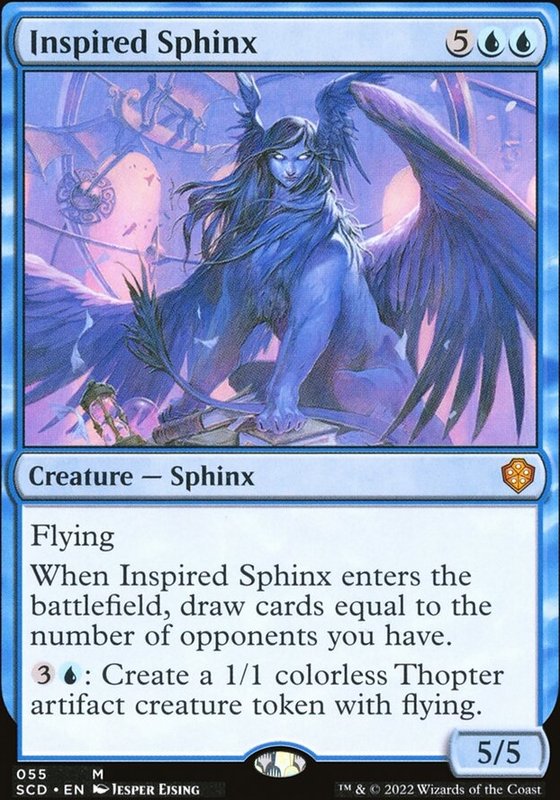 Inspired Sphinx 5
Creature — Sphinx
Flying
When Inspired Sphinx enters the
battlefield, draw cards equal to the
number of opponents you have.
3 : Create a 1/1 colorless Thopter
artifact creature token with flying.
5/5
055 M
SCD • EN Jesper Eising
™ & © 2022 Wizards of the Coast